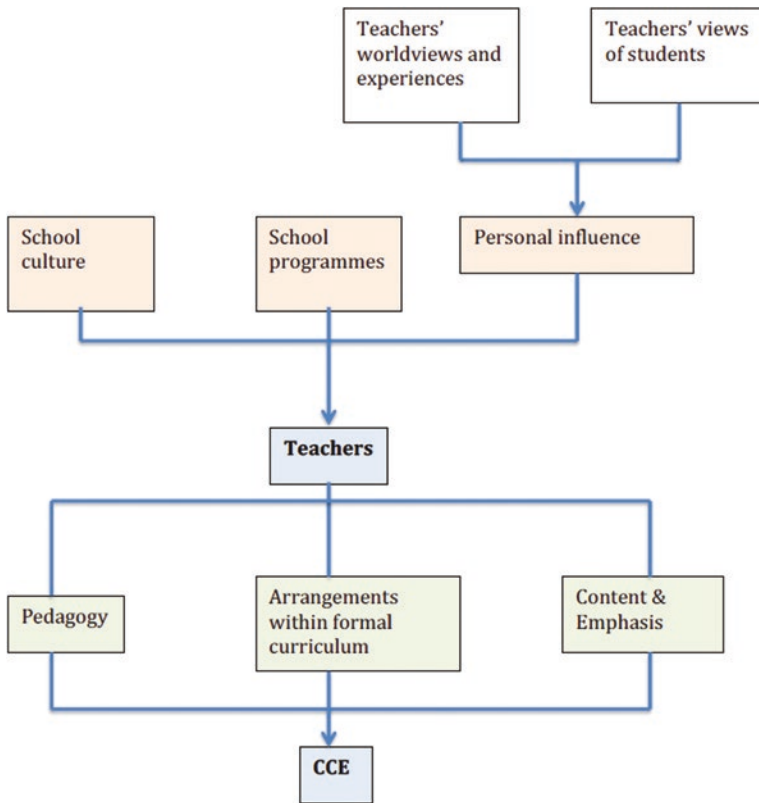 Teachers’
worldviews and
experiences
Teachers’ views
of students
School
culture
School
programmes
Personal influence
Teachers
Pedagogy
Arrangements
within formal
curriculum
Content &
Emphasis
CCE